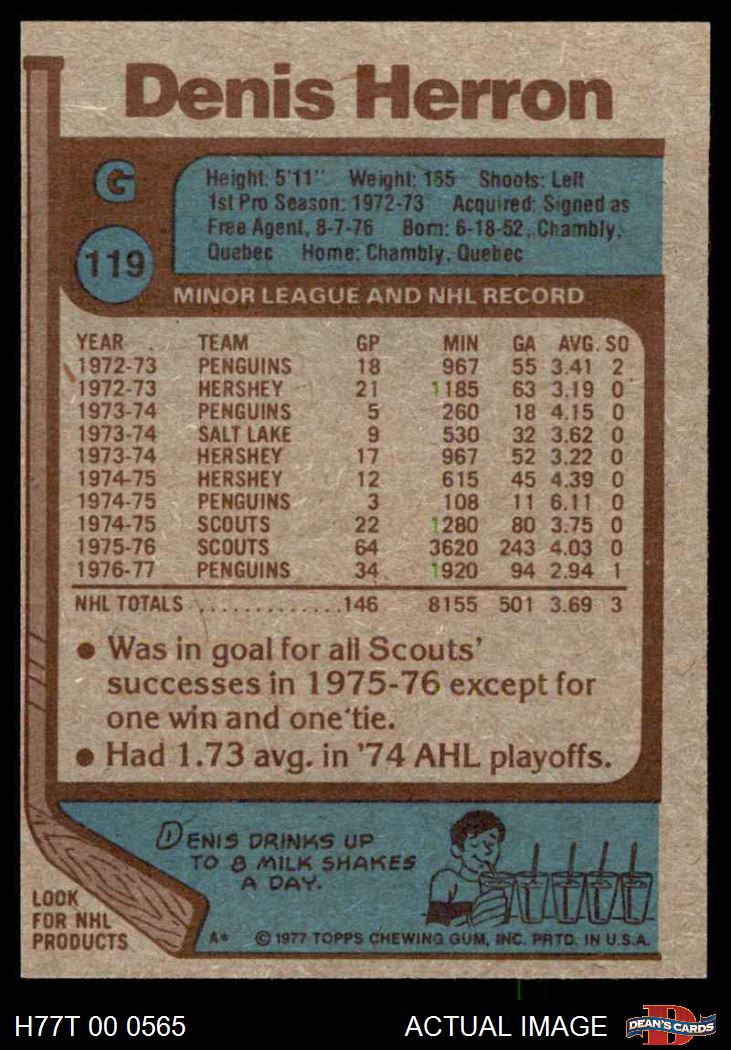 Denis Herron
G
119
Height: 5'11" Weight: 165 Shoots: Left
1st Pro Season: 1972-73 Acquired: Signed as
Free Agent, 8-7-76 Born: 6-18-52, Chambly,
Quebec Home: Chambly, Quebec
MINOR LEAGUE AND NHL RECORD
YEAR TEAM GP MIN GA AVG. SO
1972-73 PENGUINS 18 967 55 3.41 2
1972-73 HERSHEY 21 1185 63 3.19 0
1973-74 PENGUINS 5 260 18 4.15 0
1973-74 SALT LAKE 9 530 32 3.62 0
1973-74 HERSHEY 17 967 52 3.22 0
1974-75 HERSHEY 12 615 45 4.39 0
1974-75 PENGUINS 3 108 11 6.11 0
1974-75 SCOUTS 22 1280 80 3.75 0
1975-76 SCOUTS 64 3620 243 4.03 0
1976-77 PENGUINS 34 1920 94 2.94 1
NHL TOTALS ..............146 8155 501 3.69 3
• Was in goal for all Scouts'
successes in 1975-76 except for
one win and one tie.
• Had 1.73 avg. in '74 AHL playoffs.
DENIS DRINKS UP
TO 8 MILK SHAKES
A DAY.
LOOK
FOR NHL
PRODUCTS
A* © 1977 TOPPS CHEWING GUM, INC. PRTD. IN U.S.A.
H77T 00 0565 ACTUAL IMAGE DEAN'S CARDS